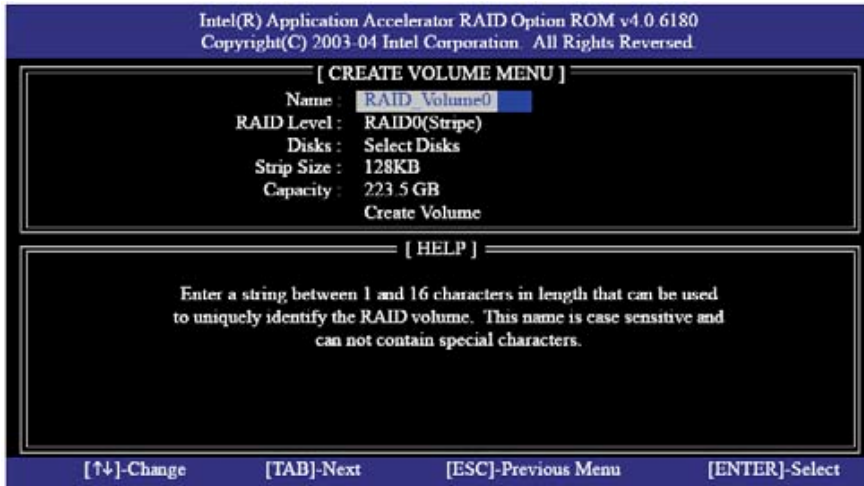 Intel(R) Application Accelerator RAID Option ROM v4.0.6180
Copyright(C) 2003-04 Intel Corporation. All Rights Reversed.
[ CREATE VOLUME MENU ]
Name : RAID_Volume0
RAID Level : RAID0(Stripe)
Disks : Select Disks
Strip Size : 128KB
Capacity : 223.5 GB
Create Volume
[ HELP ]
Enter a string between 1 and 16 characters in length that can be used
to uniquely identify the RAID volume. This name is case sensitive and
can not contain special characters.
[↑↓]-Change [TAB]-Next [ESC]-Previous Menu [ENTER]-Select